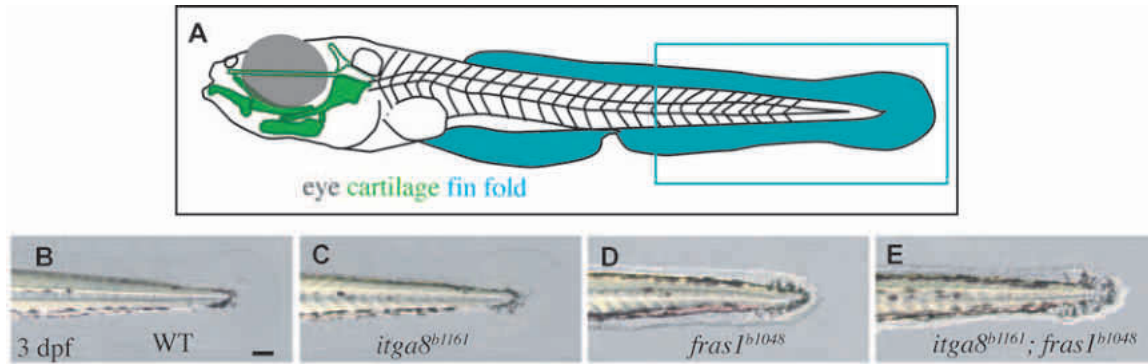 A
eye cartilage fin fold
B
C
D
E
3 dpf WT
itga8b1161
fras1b1048
itga8b1161; fras1b1048